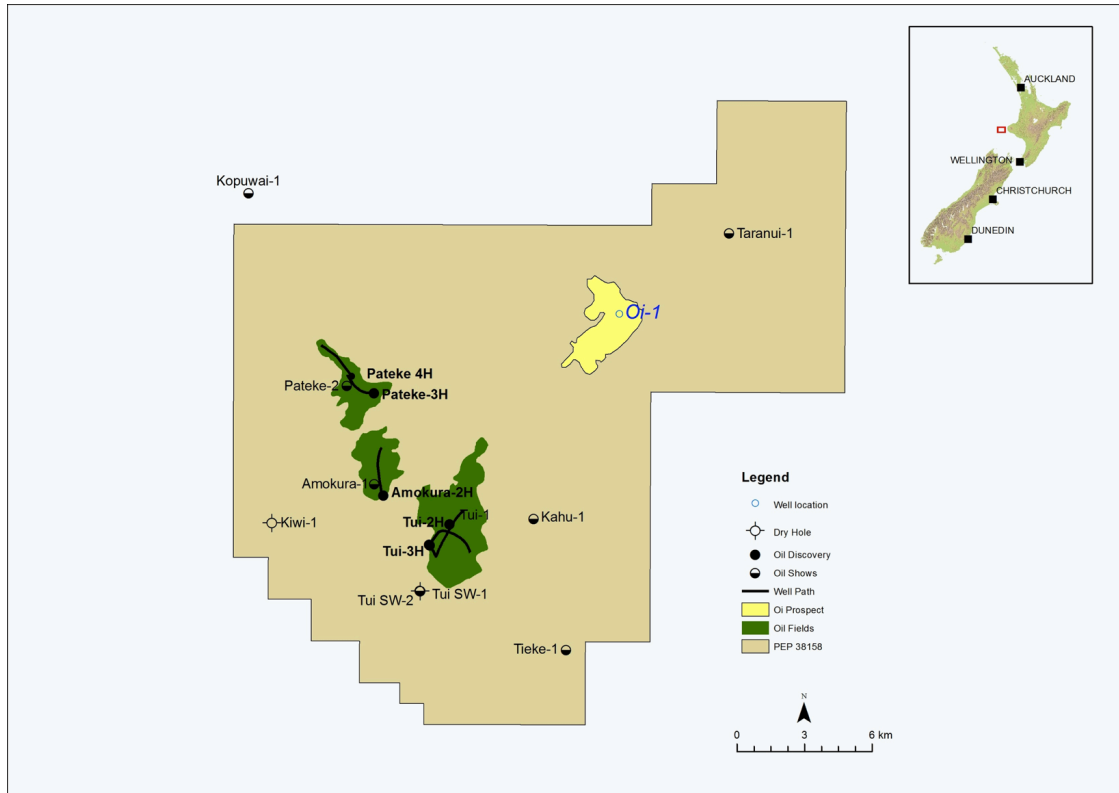 AUCKLAND
WELLINGTON
CHRISTCHURCH
DUNEDIN
Kopuwai-1
Taranui-1
Oi-1
Pateke 4H
Pateke-2
Pateke-3H
Amokura-1
Amokura-2H
Tui-2H
Tui-1
Kahu-1
Kiwi-1
Tui-3H
Tui SW-2
Tui SW-1
Tieke-1
Legend
Well location
Dry Hole
Oil Discovery
Oil Shows
Well Path
Oi Prospect
Oil Fields
PEP 38158
N
0 3 6 km